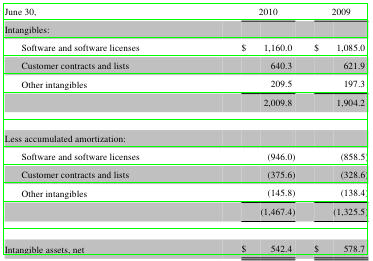 June 30, 2010 2009
Intangibles:
Software and software licenses $ 1,160.0 $ 1,085.0
Customer contracts and lists 640.3 621.9
Other intangibles 209.5 197.3
2,009.8 1,904.2
Less accumulated amortization:
Software and software licenses (946.0) (858.5)
Customer contracts and lists (375.6) (328.6)
Other intangibles (145.8) (138.4)
(1,467.4) (1,325.5)
Intangible assets, net $ 542.4 $ 578.7